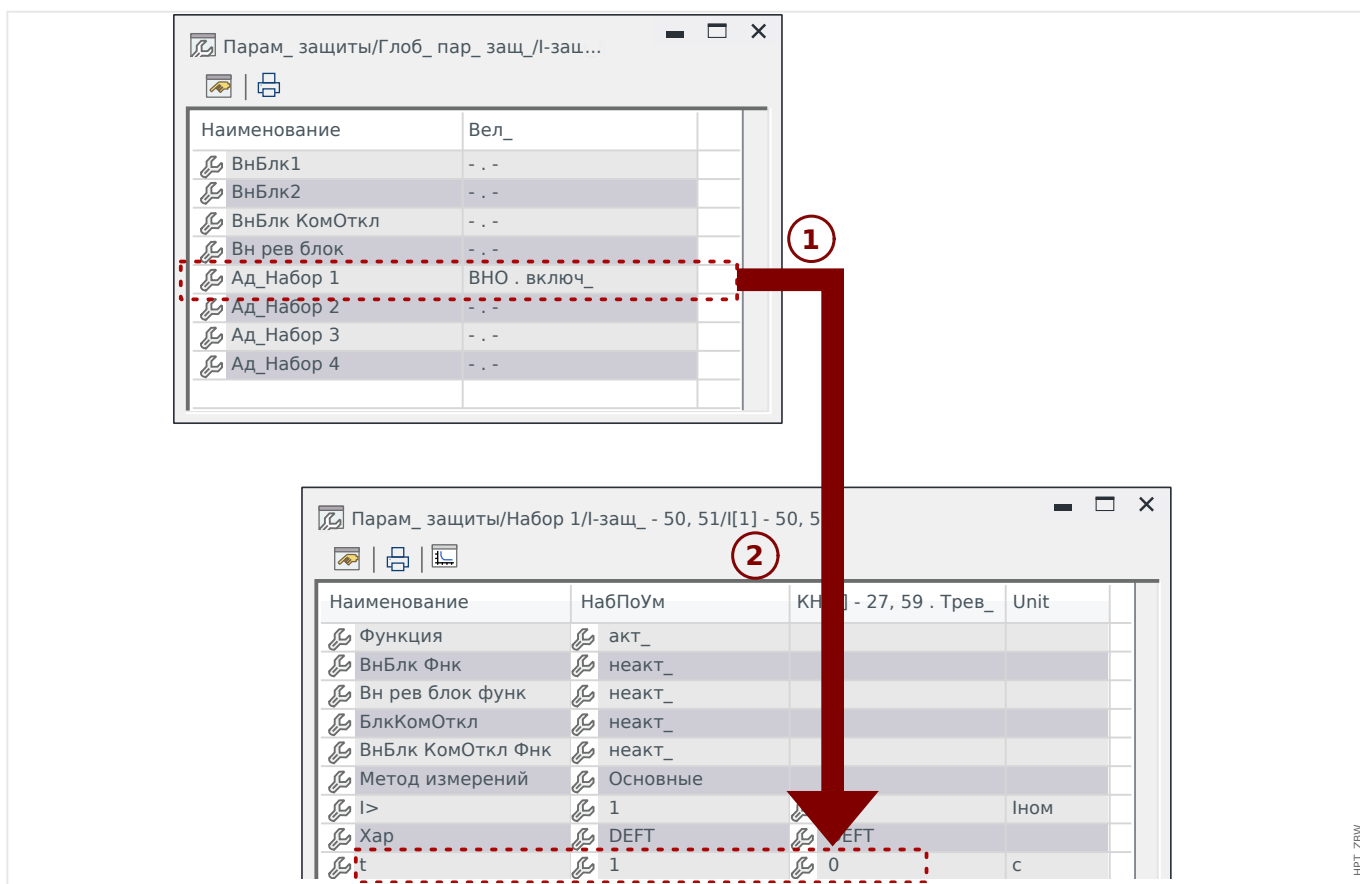 Парам_ защиты/Глоб_ пар_ защ_/I-защ...
Наименование Вел_
ВнБлк1 - . -
ВнБлк2 - . -
ВнБлк КомОткл - . -
Вн рев блок - . -
Ад_Набор 1 ВНО . включ_
Ад_Набор 2 - . -
Ад_Набор 3 - . -
Ад_Набор 4 - . -
1
Парам_ защиты/Набор 1/I-защ_ - 50, 51/I[1] - 50, 5
2
Наименование НабПоУм - 27, 59 . Трев_ Unit
Функция акт_
ВнБлк Фнк неакт_
Вн рев блок функ неакт_
БлкКомОткл неакт_
ВнБлк КомОткл Фнк неакт_
Метод измерений Основные
I> 1 Iном
Хар DEFT
t 1 0 с
HPT_ZBW